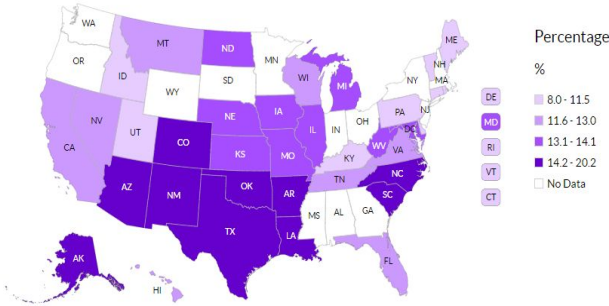 WA
ME
Percentage
MT
ND
MN
OR
NH
ID
WI
NY
MA
%
SD
MI
WY
DE
8.0 - 11.5
PA
NJ
IA
NE
OH
MD
11.6 - 13.0
NV
IL
IN
DC
UT
WV
13.1 - 14.1
CO
VA
RI
CA
KS
MO
KY
14.2 - 20.2
VT
NC
TN
No Data
OK
CT
AZ
NM
AR
SC
MS
AL
GA
TX
LA
AK
FL
HI